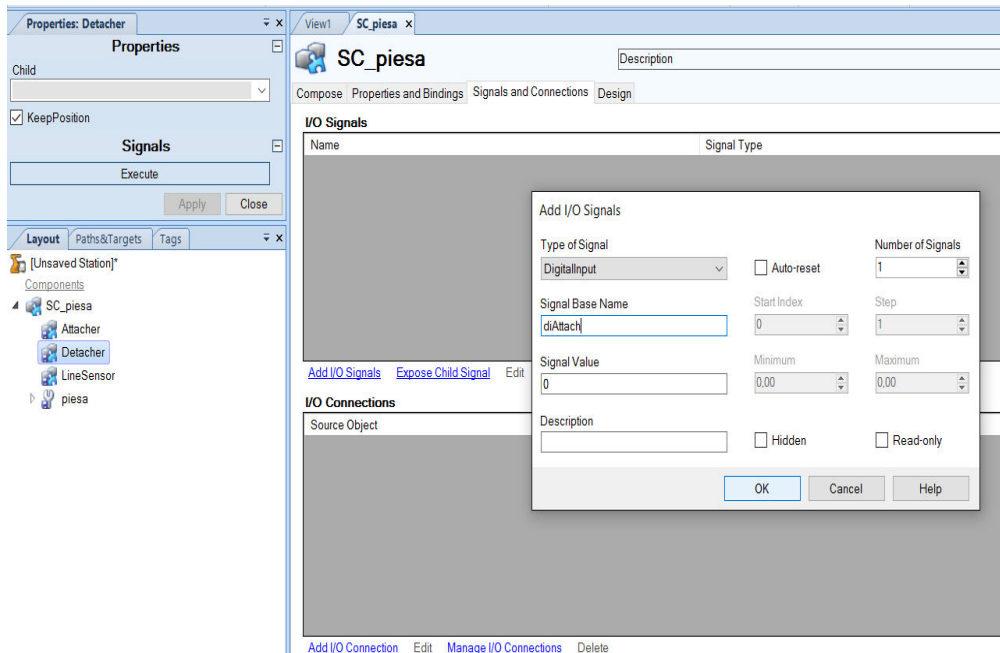 Properties: Detacher
Properties
Child
KeepPosition
Signals
Execute
Apply Close
Layout Paths&Targets Tags
[Unsaved Station]*
Components
SC_piesa
Attacher
Detacher
LineSensor
piesa
View1 SC_piesa
SC_piesa
Description
Compose Properties and Bindings Signals and Connections Design
I/O Signals
Name Signal Type
Add I/O Signals Expose Child Signal Edit
I/O Connections
Source Object
Add I/O Connection Edit Manage I/O Connections Delete
Add I/O Signals
Type of Signal Number of Signals
DigitalInput Auto-reset 1
Signal Base Name Start Index Step
diAttach 0 1
Signal Value Minimum Maximum
0 0,00 0,00
Description
Hidden Read-only
OK Cancel Help